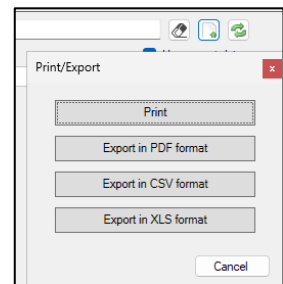 Print/Export
x
Print
Export in PDF format
Export in CSV format
Export in XLS format
Cancel